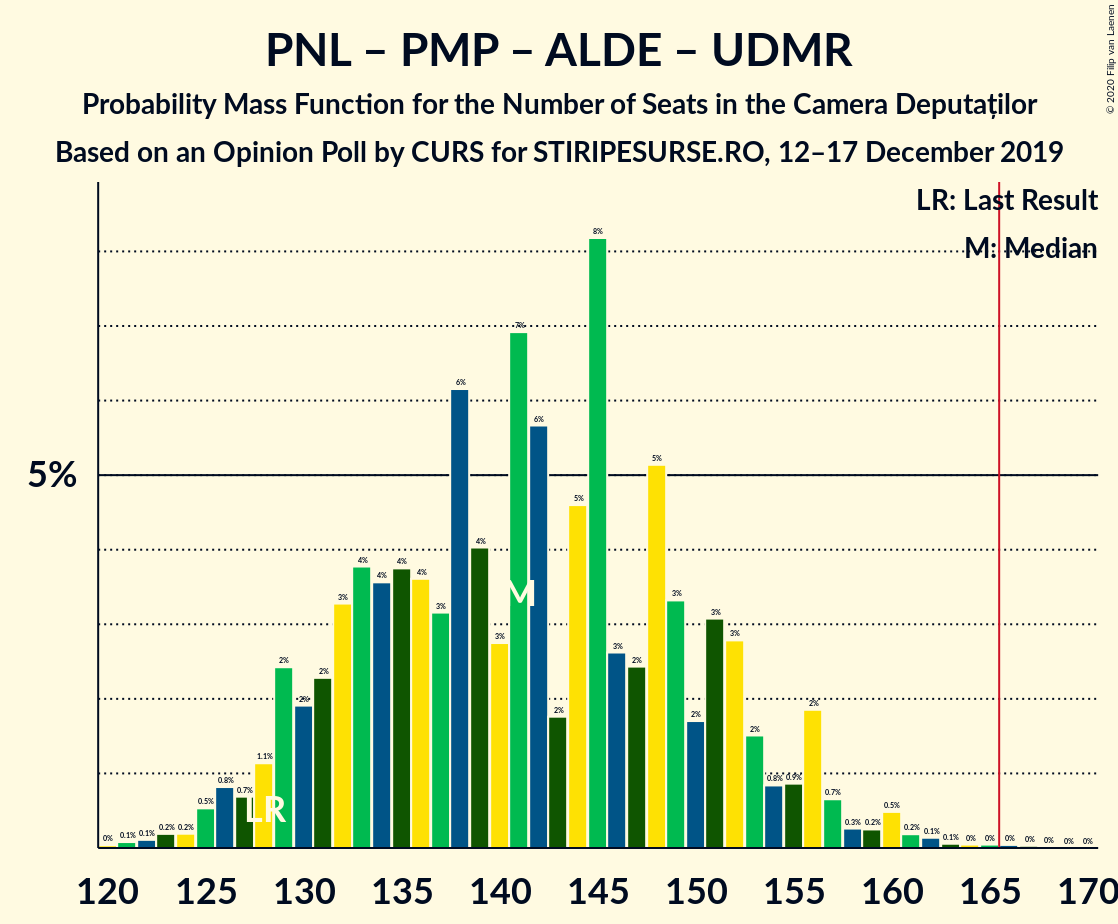 PNL – PMP – ALDE – UDMR
Probability Mass Function for the Number of Seats in the Camera Deputaților
Based on an Opinion Poll by CURS for STIRIPESURSE.RO, 12–17 December 2019
© 2020 Filip van Laenen
LR: Last Result
M: Median
5%
0% 0.1% 0.1% 0.2% 0.2% 0.5% 0.8% 0.7% 1.1% 2% 2% 2% 3% 4% 4% 4% 4% 3% 6% 4% 3% 7% 6% 2% 5% 8% 3% 2% 5% 3% 2% 3% 3% 2% 0.8% 0.9% 2% 0.7% 0.3% 0.2% 0.5% 0.2% 0.1% 0.1% 0% 0% 0% 0% 0% 0% 0%
M
LR
120 125 130 135 140 145 150 155 160 165 170